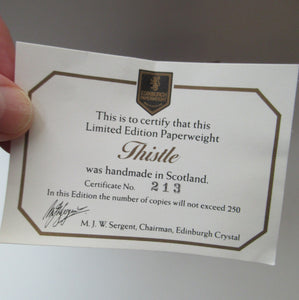 EDINBURGH
This is to certify that this
Limited Edition Paperweight
Thistle
was handmade in Scotland.
Certificate No. 213
In this Edition the number of copies will not exceed 250
M. J. W. Sergent, Chairman, Edinburgh Crystal